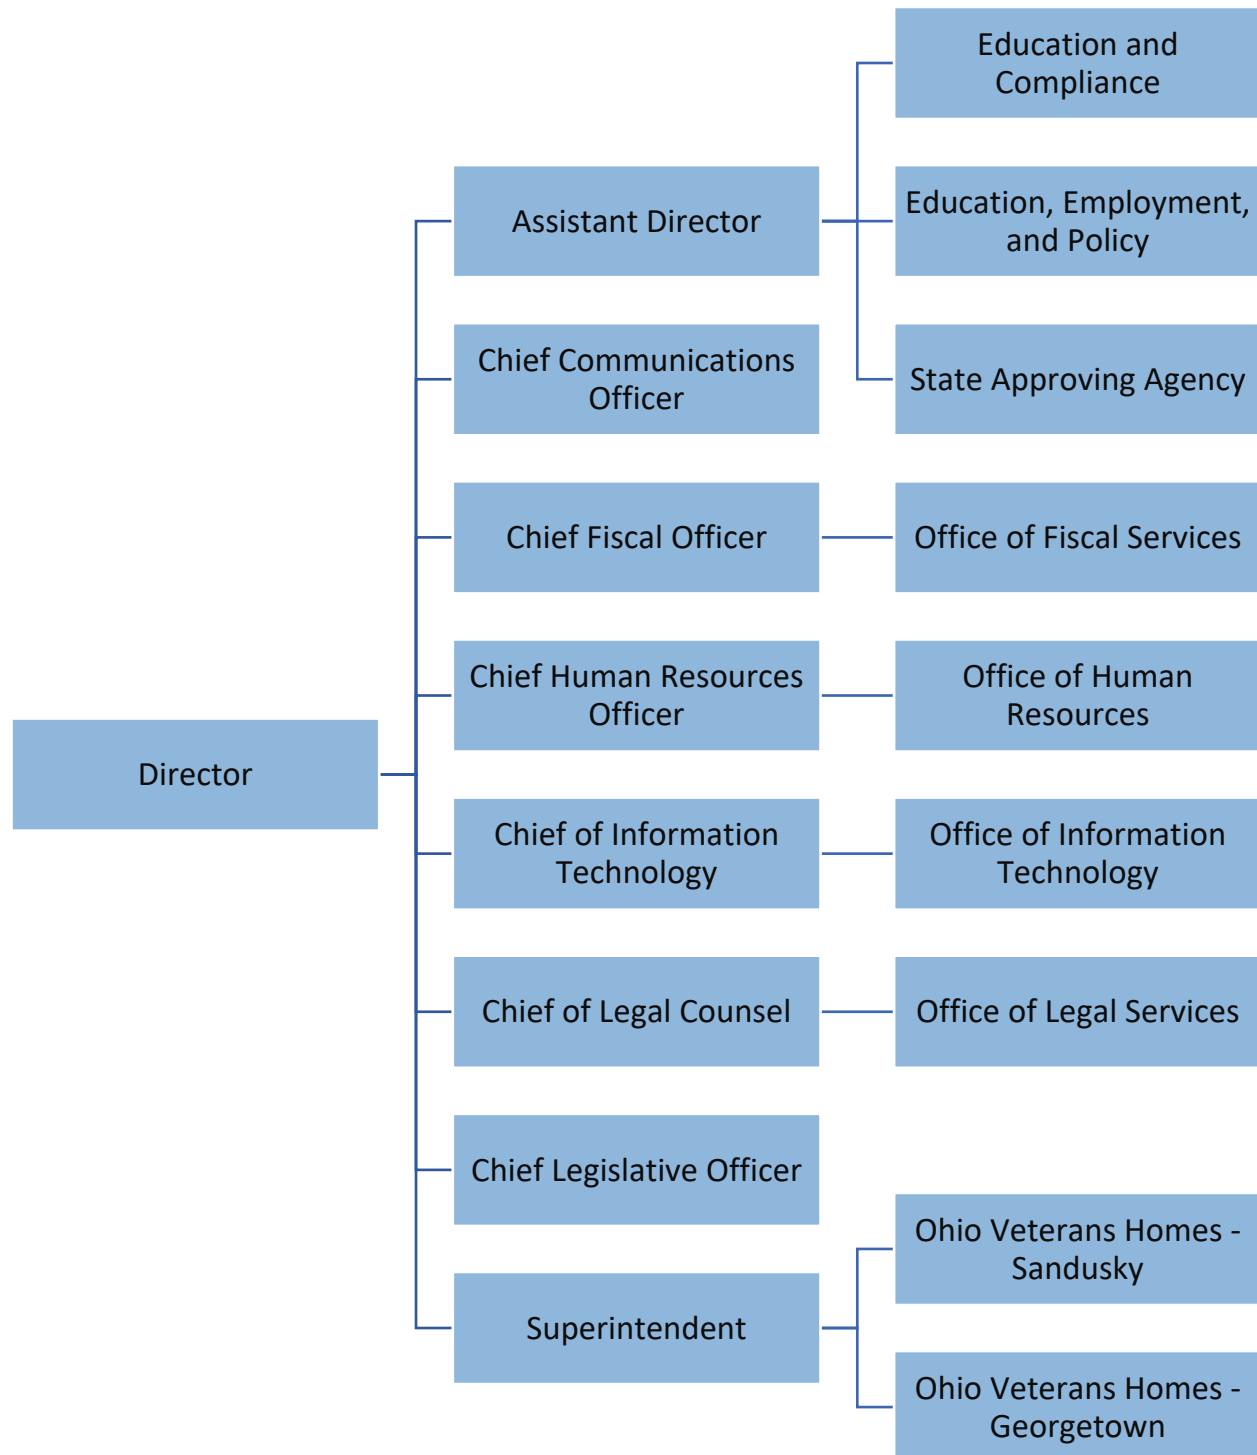 Education and
Compliance
Assistant Director
Education, Employment,
and Policy
Chief Communications
Officer
State Approving Agency
Chief Fiscal Officer
Office of Fiscal Services
Chief Human Resources
Officer
Office of Human
Resources
Director
Chief of Information
Technology
Office of Information
Technology
Chief of Legal Counsel
Office of Legal Services
Chief Legislative Officer
Ohio Veterans Homes -
Sandusky
Superintendent
Ohio Veterans Homes -
Georgetown